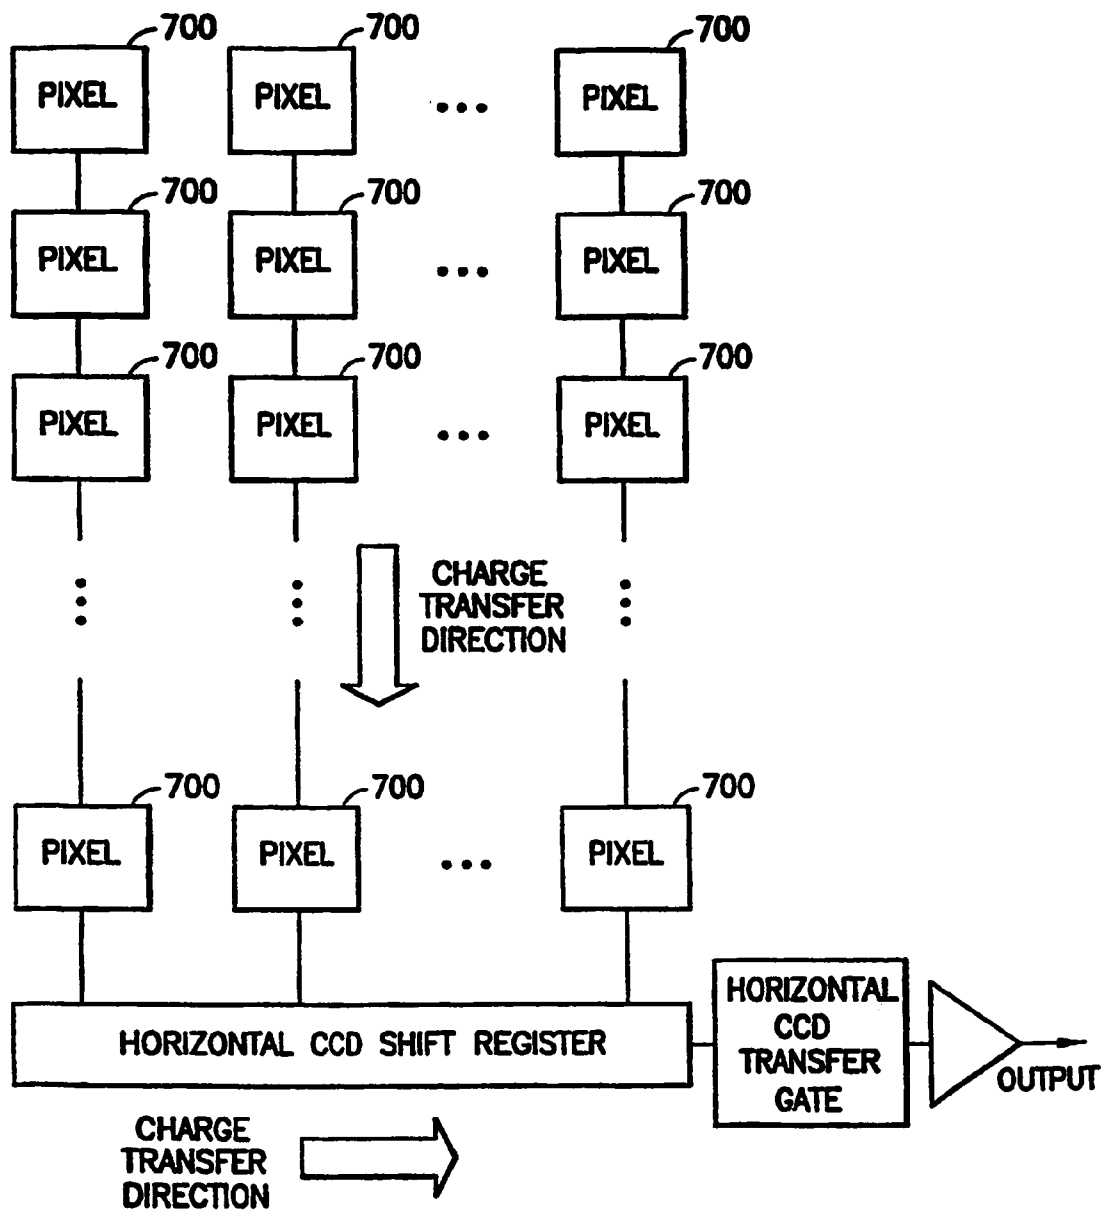 700 700 700
PIXEL PIXEL ... PIXEL
700 700 700
PIXEL PIXEL ... PIXEL
700 700 700
PIXEL PIXEL ... PIXEL
CHARGE
TRANSFER
DIRECTION
700 700 700
PIXEL PIXEL ... PIXEL
HORIZONTAL CCD SHIFT REGISTER
HORIZONTAL
CCD
TRANSFER
GATE
OUTPUT
CHARGE
TRANSFER
DIRECTION